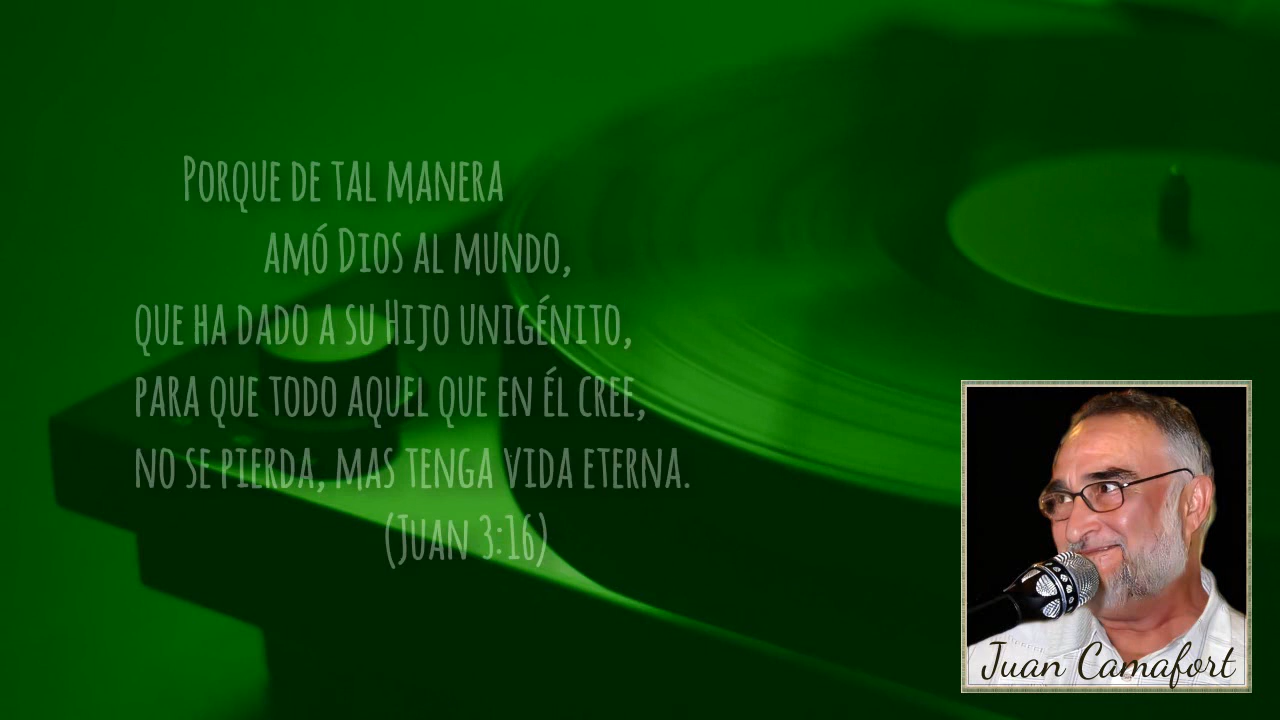 Porque de tal manera
amó Dios al mundo,
que ha dado a su Hijo unigénito,
para que todo aquel que en él cree,
no se pierda, mas tenga vida eterna.
(Juan 3:16)
Juan Camafort